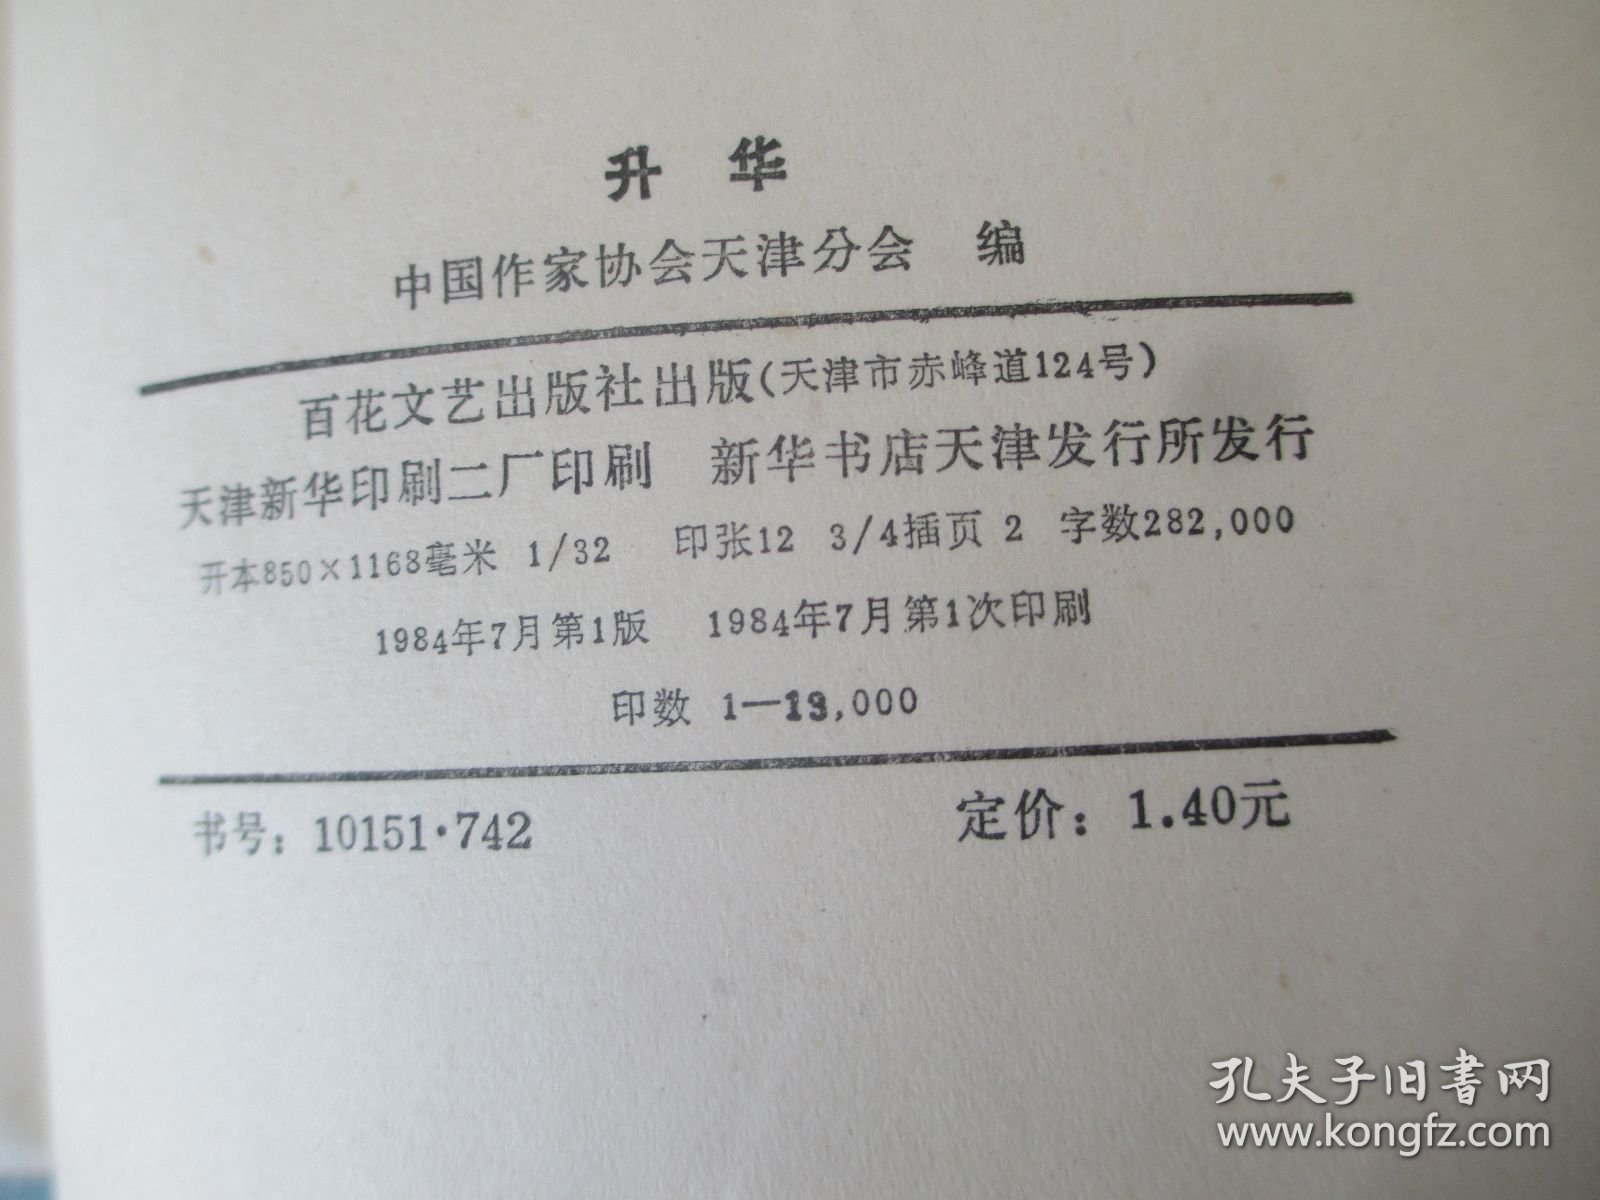 升 华
中国作家协会天津分会 编
百花文艺出版社出版(天津市赤峰道124号)
天津新华印刷二厂印刷 新华书店天津发行所发行
开本850×1168毫米 1/32 印张12 3/4插页 2 字数282,000
1984年7月第1版 1984年7月第1次印刷
印数 1—13,000
书号:10151·742 定价:1.40元
孔夫子旧书网
www.kongfz.com